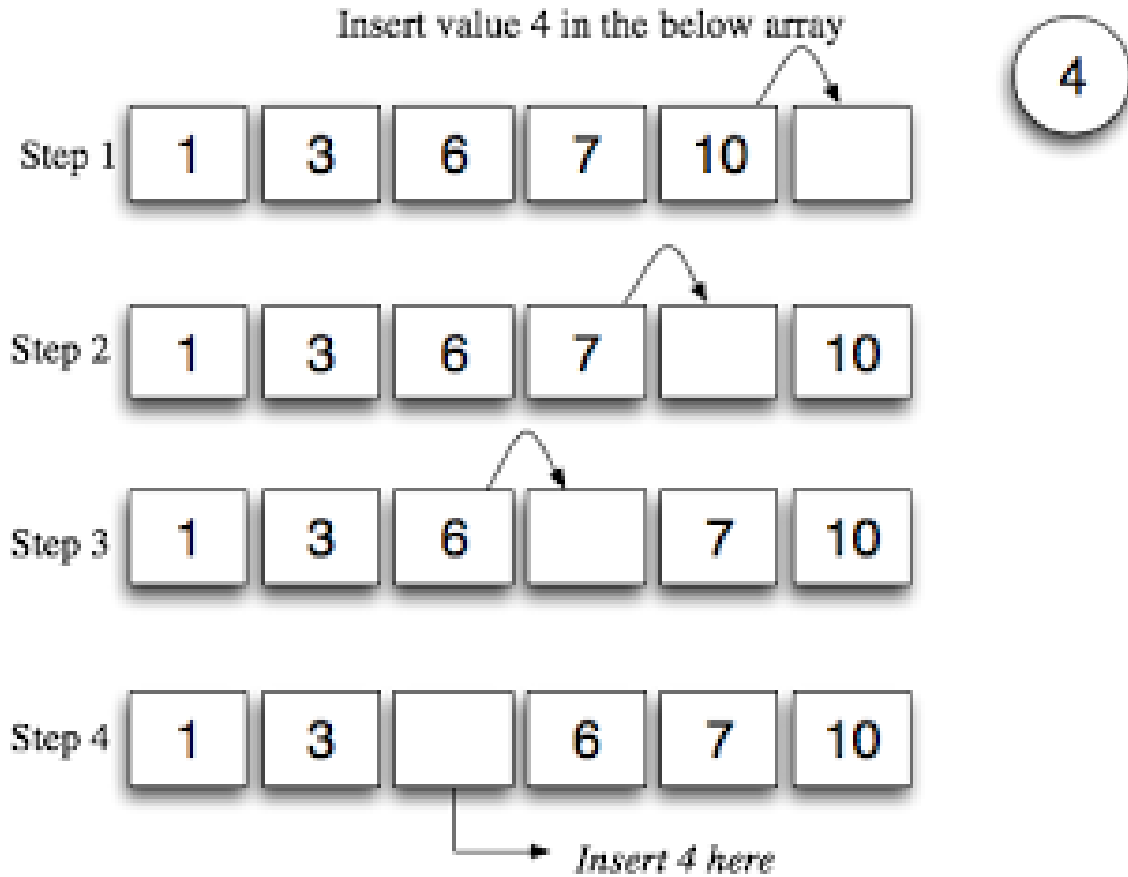 Insert value 4 in the below array
4
Step 1 1 3 6 7 10
Step 2 1 3 6 7 10
Step 3 1 3 6 7 10
Step 4 1 3 6 7 10
Insert 4 here